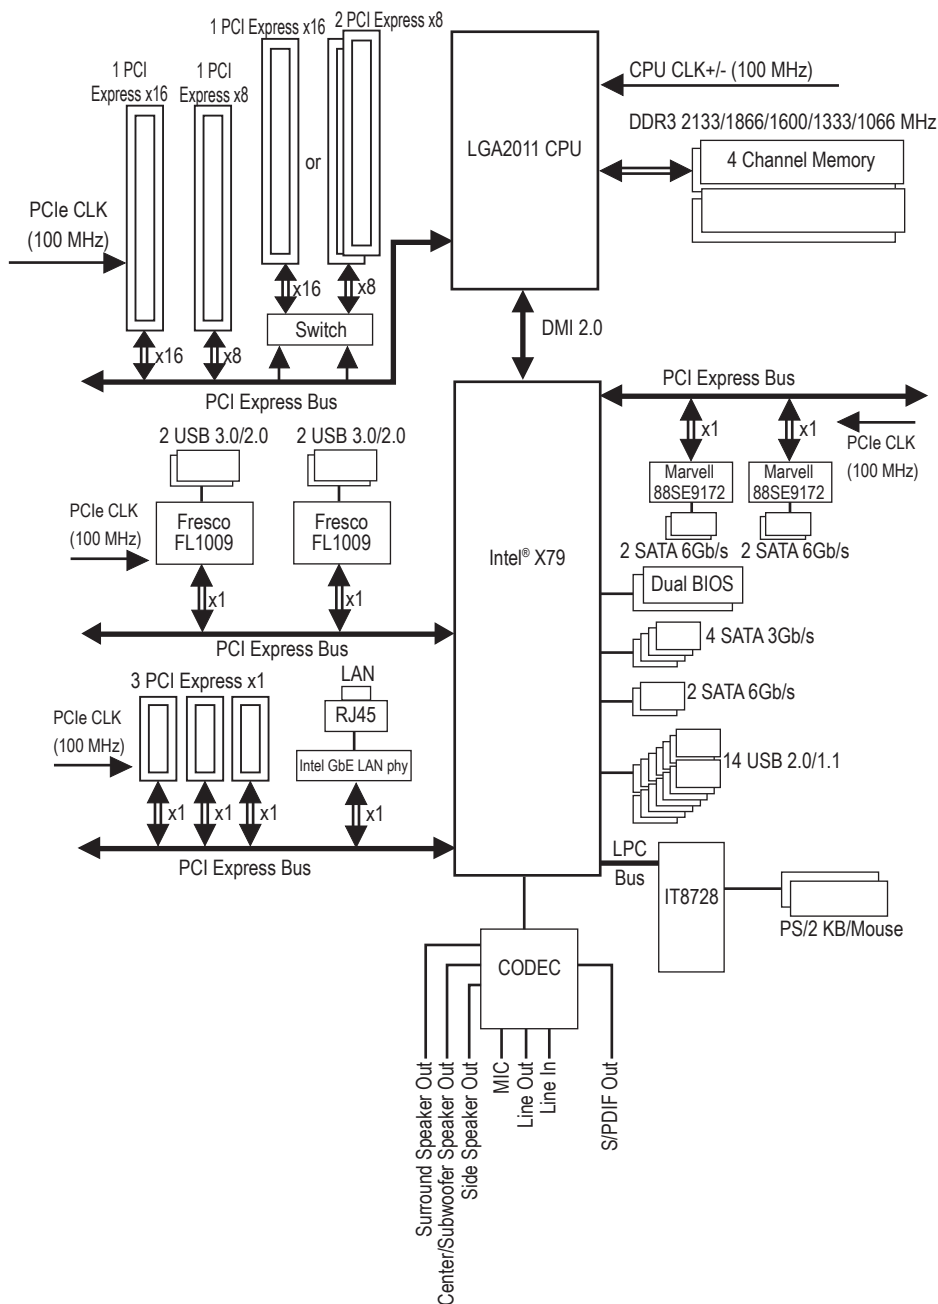 1 PCI Express x16
2 PCI Express x8
1 PCI
Express x16
1 PCI
Express x8
or
PCIe CLK
(100 MHz)
x16
x8
Switch
x16
x8
PCI Express Bus
LGA2011 CPU
CPU CLK+/- (100 MHz)
DDR3 2133/1866/1600/1333/1066 MHz
4 Channel Memory
DMI 2.0
PCI Express Bus
x1
x1
PCIe CLK
(100 MHz)
Marvell
88SE9172
Marvell
88SE9172
2 SATA 6Gb/s
2 SATA 6Gb/s
2 USB 3.0/2.0
2 USB 3.0/2.0
PCIe CLK
(100 MHz)
Fresco
FL1009
Fresco
FL1009
x1
x1
PCI Express Bus
Intel® X79
Dual BIOS
4 SATA 3Gb/s
2 SATA 6Gb/s
14 USB 2.0/1.1
3 PCI Express x1
LAN
RJ45
PCIe CLK
(100 MHz)
Intel GbE LAN phy
x1
x1
x1
x1
PCI Express Bus
LPC
Bus
IT8728
PS/2 KB/Mouse
CODEC
Surround Speaker Out
Center/Subwoofer Speaker Out
Side Speaker Out
MIC
Line Out
Line In
S/PDIF Out